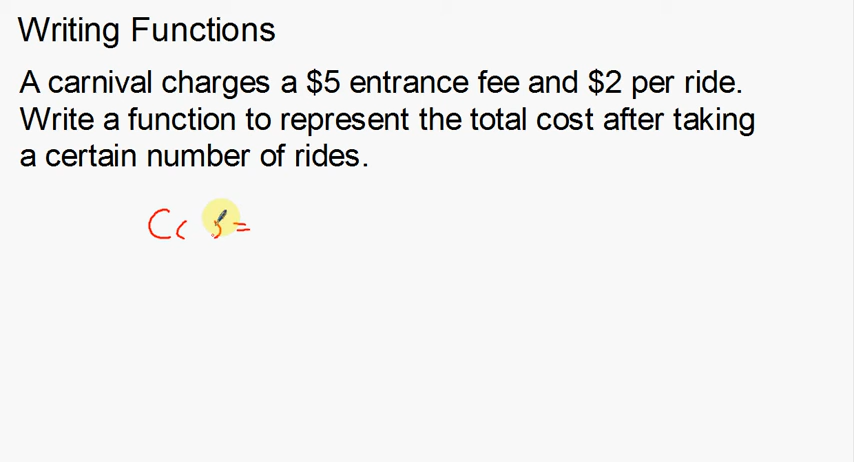 Writing Functions
A carnival charges a $5 entrance fee and $2 per ride.
Write a function to represent the total cost after taking
a certain number of rides.
C( ) =